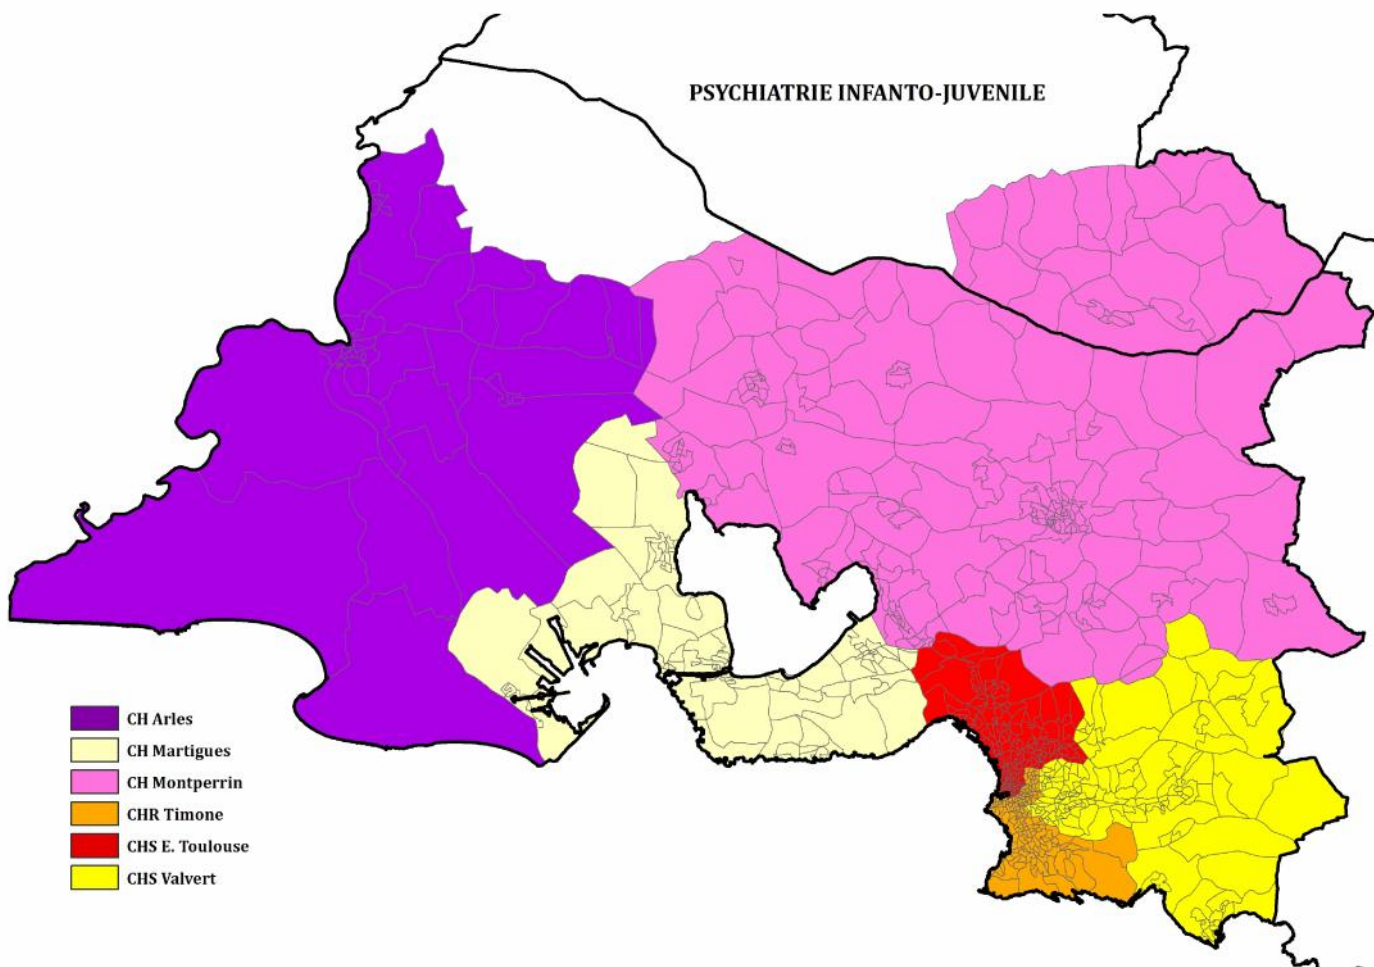 PSYCHIATRIE INFANTO-JUVENILE
CH Arles
CH Martigues
CH Montperrin
CHR Timone
CHS E. Toulouse
CHS Valvert